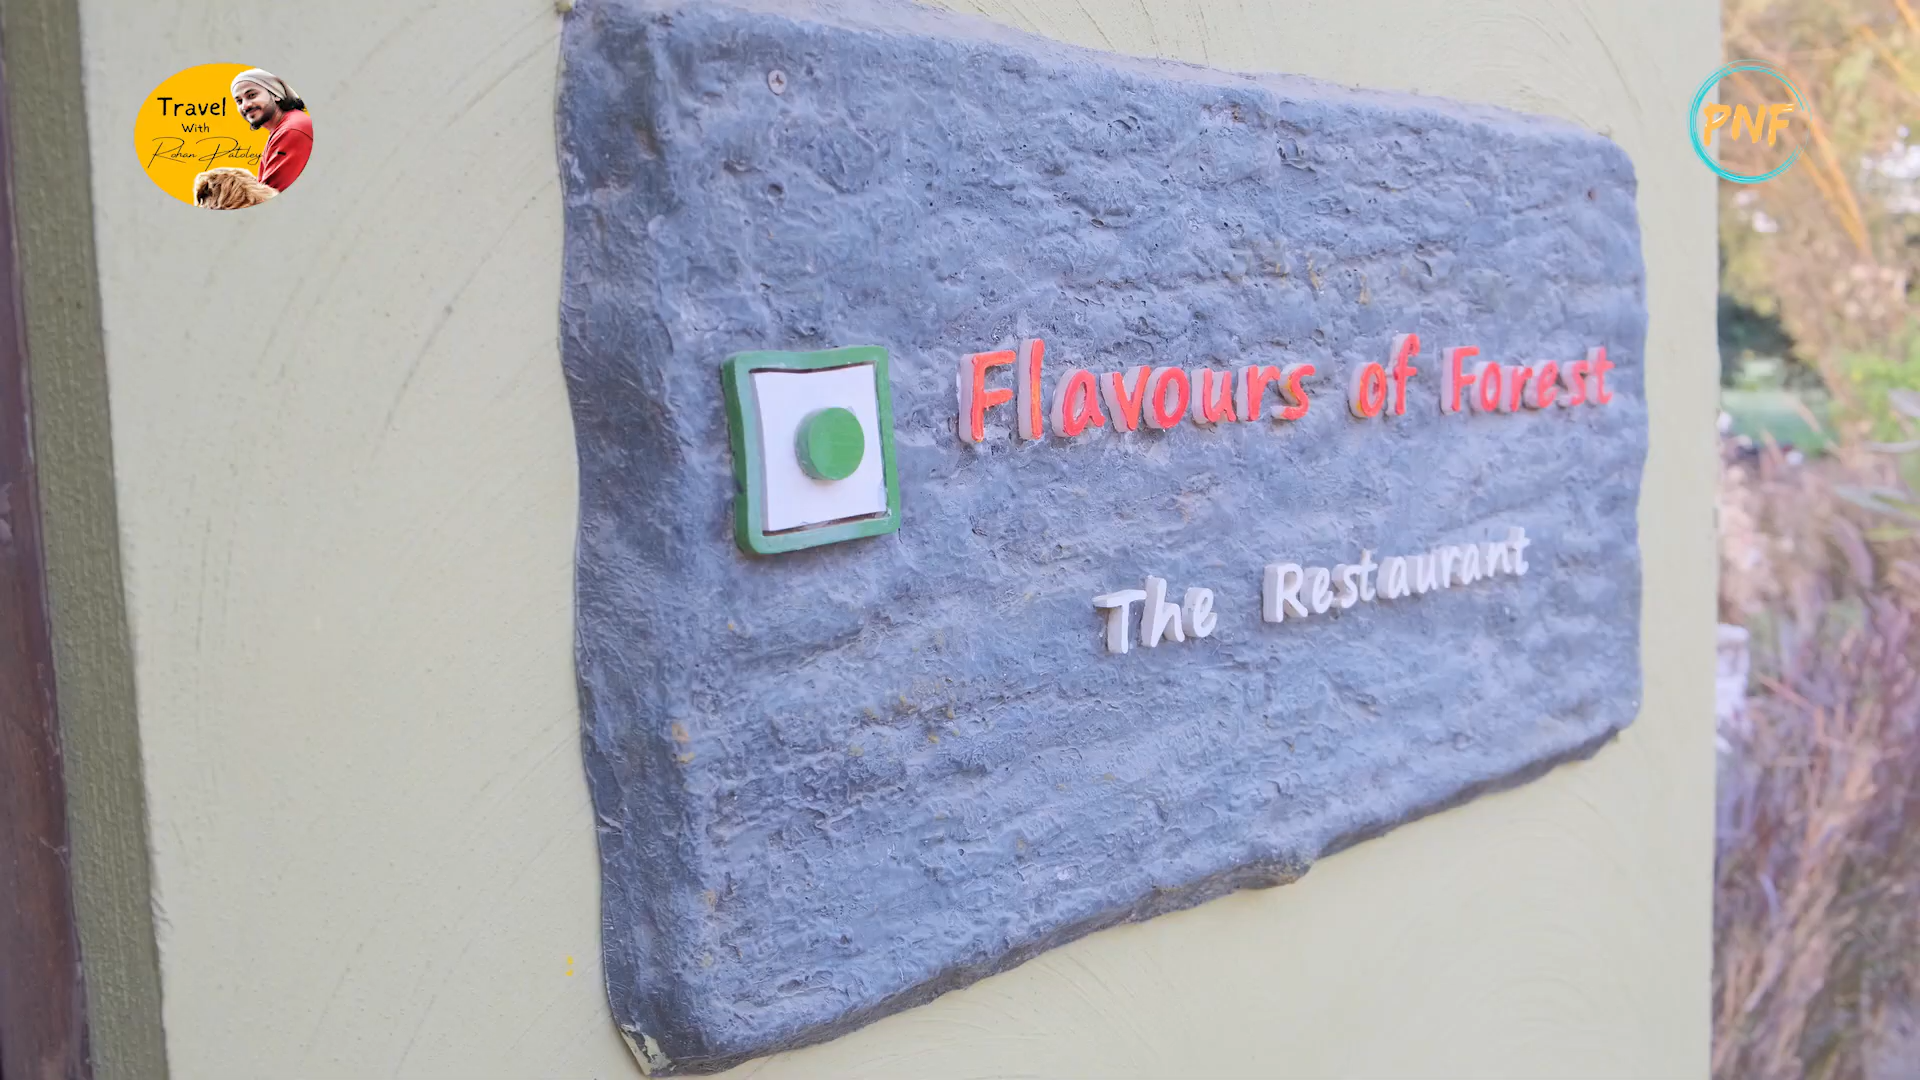 Travel
With
Rohan Patoley
PNF
Flavours of Forest
The Restaurant